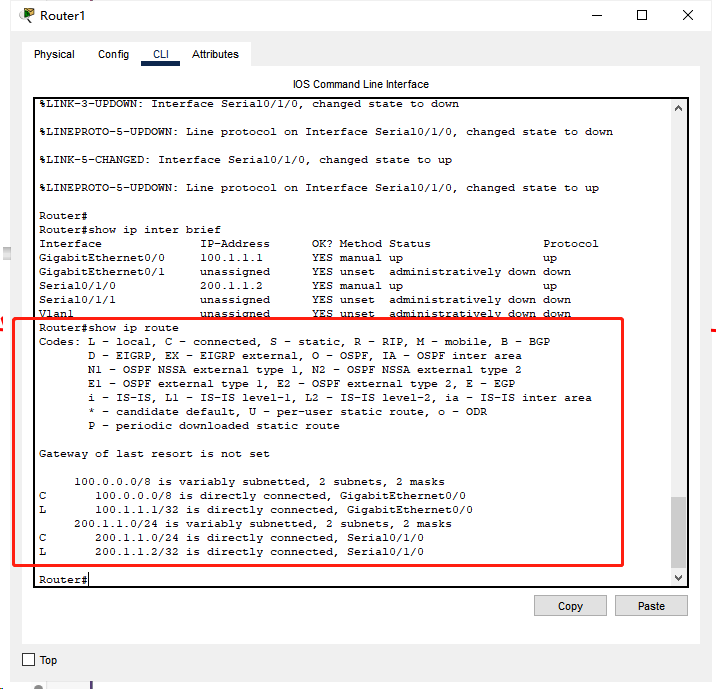 Router1
Physical Config CLI Attributes
IOS Command Line Interface
%LINK-3-UPDOWN: Interface Serial0/1/0, changed state to down
%LINEPROTO-5-UPDOWN: Line protocol on Interface Serial0/1/0, changed state to down
%LINK-5-CHANGED: Interface Serial0/1/0, changed state to up
%LINEPROTO-5-UPDOWN: Line protocol on Interface Serial0/1/0, changed state to up
Router#
Router#show ip inter brief
Interface IP-Address OK? Method Status Protocol
GigabitEthernet0/0 100.1.1.1 YES manual up up
GigabitEthernet0/1 unassigned YES unset administratively down down
Serial0/1/0 200.1.1.2 YES manual up up
Serial0/1/1 unassigned YES unset administratively down down
Vlan1 unassigned YES unset administratively down down
Router#show ip route
Codes: L - local, C - connected, S - static, R - RIP, M - mobile, B - BGP
D - EIGRP, EX - EIGRP external, O - OSPF, IA - OSPF inter area
N1 - OSPF NSSA external type 1, N2 - OSPF NSSA external type 2
E1 - OSPF external type 1, E2 - OSPF external type 2, E - EGP
i - IS-IS, L1 - IS-IS level-1, L2 - IS-IS level-2, ia - IS-IS inter area
* - candidate default, U - per-user static route, o - ODR
P - periodic downloaded static route
Gateway of last resort is not set
100.0.0.0/8 is variably subnetted, 2 subnets, 2 masks
C 100.0.0.0/8 is directly connected, GigabitEthernet0/0
L 100.1.1.1/32 is directly connected, GigabitEthernet0/0
200.1.1.0/24 is variably subnetted, 2 subnets, 2 masks
C 200.1.1.0/24 is directly connected, Serial0/1/0
L 200.1.1.2/32 is directly connected, Serial0/1/0
Router#
Copy Paste
Top